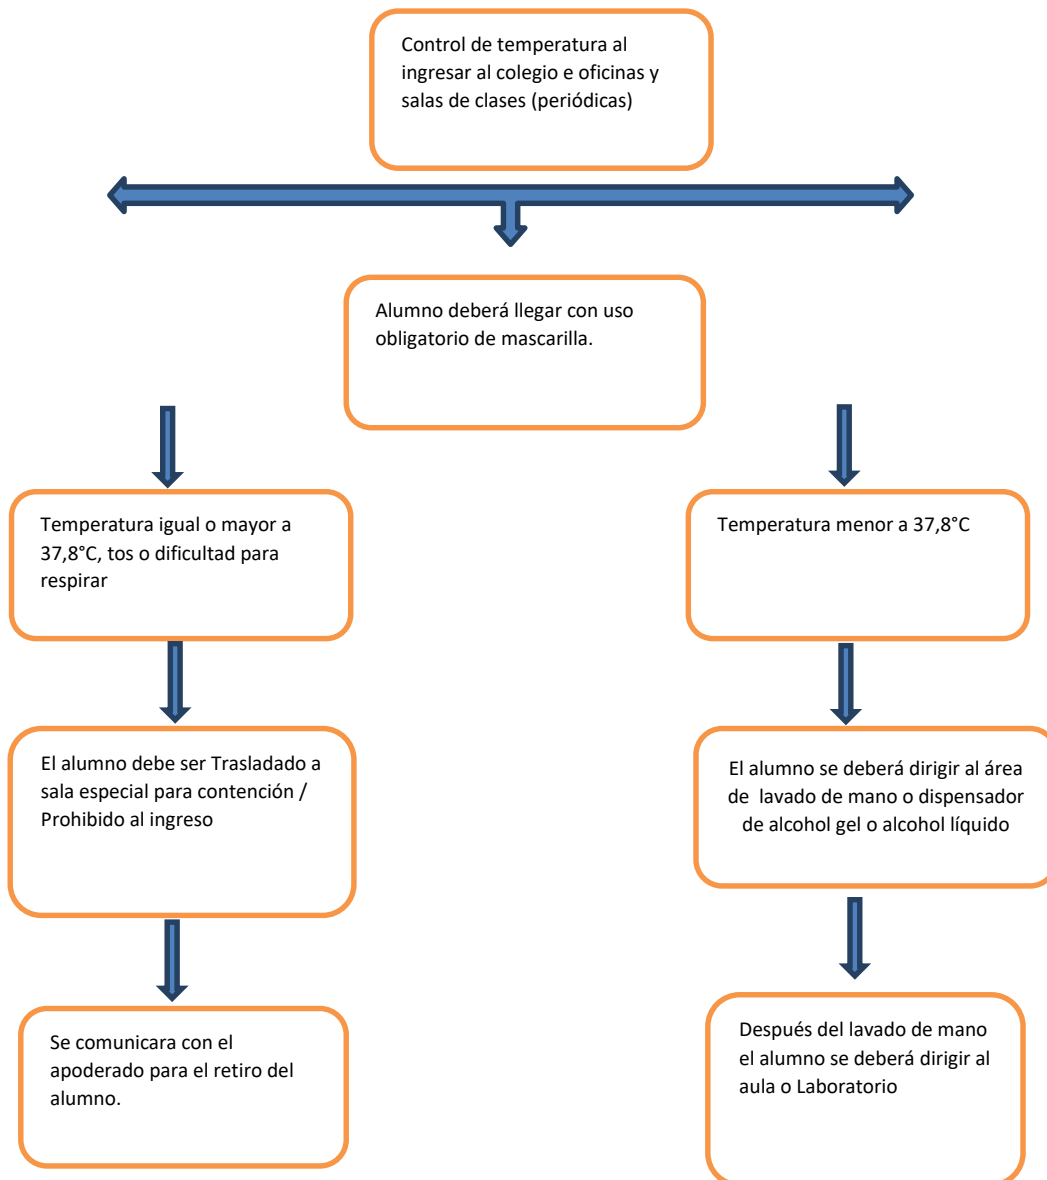 Control de temperatura al
ingresar al colegio e oficinas y
salas de clases (periódicas)
Alumno deberá llegar con uso
obligatorio de mascarilla.
Temperatura igual o mayor a
37,8°C, tos o dificultad para
respirar
Temperatura menor a 37,8°C
El alumno debe ser Trasladado a
sala especial para contención /
Prohibido al ingreso
El alumno se deberá dirigir al área
de lavado de mano o dispensador
de alcohol gel o alcohol líquido
Se comunicara con el
apoderado para el retiro del
alumno.
Después del lavado de mano
el alumno se deberá dirigir al
aula o Laboratorio